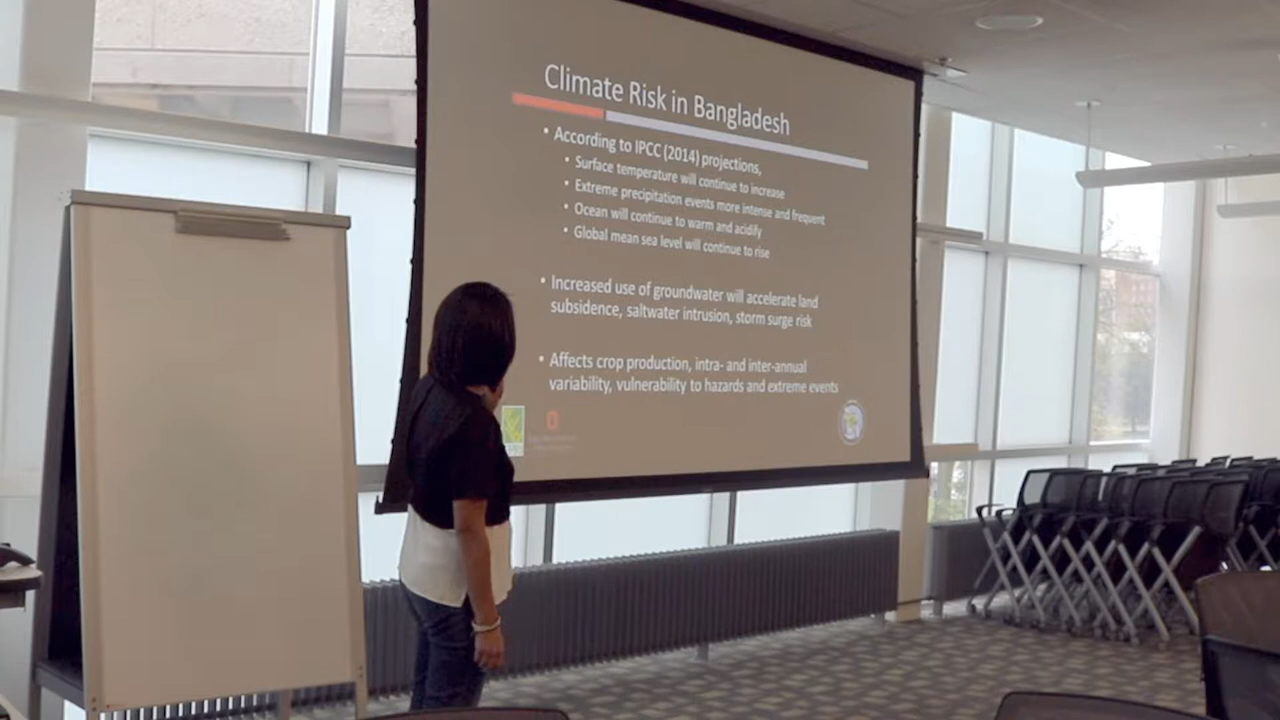 Climate Risk in Bangladesh
• According to IPCC (2014) projections,
• Surface temperature will continue to increase
• Extreme precipitation events more intense and frequent
• Ocean will continue to warm and acidify
• Global mean sea level will continue to rise
• Increased use of groundwater will accelerate land
subsidence, saltwater intrusion, storm surge risk
• Affects crop production, intra- and inter-annual
variability, vulnerability to hazards and extreme events